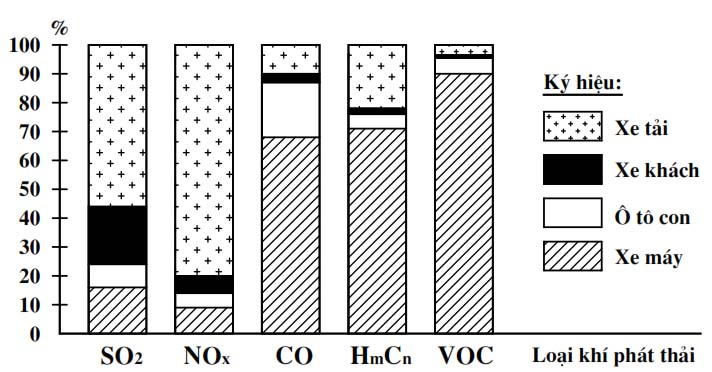 %
100
90
80
70
60
50
40
30
20
10
0
SO₂ NOₓ CO HₘCₙ VOC Loại khí phát thải
Ký hiệu:
Xe tải
Xe khách
Ô tô con
Xe máy